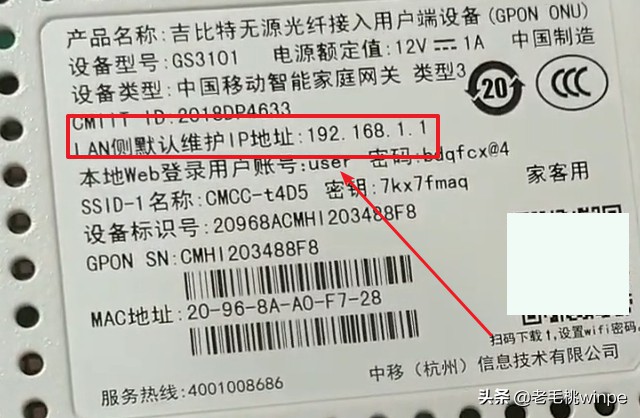 产品名称:吉比特无源光纤接入用户端设备(GPON ONU)
设备型号:GS3101 电源额定值:12V⎓1A 中国制造
设备类型:中国移动智能家庭网关 类型3
20
CCC
CMIIT ID:2018DP4633
LAN侧默认维护IP地址:192.168.1.1
本地Web登录用户账号:user 密码:bdqfcx@4
SSID-1名称:CMCC-t4D5 密钥:7kx7fmaq 家客用
设备标识号:20968ACMHI203488F8
GPON SN:CMHI203488F8
MAC地址:20-96-8A-A0-F7-28
扫码下载1,设置wifi密码
中移(杭州)信息技术有限公司
服务热线:4001008686
头条 @老毛桃winpe